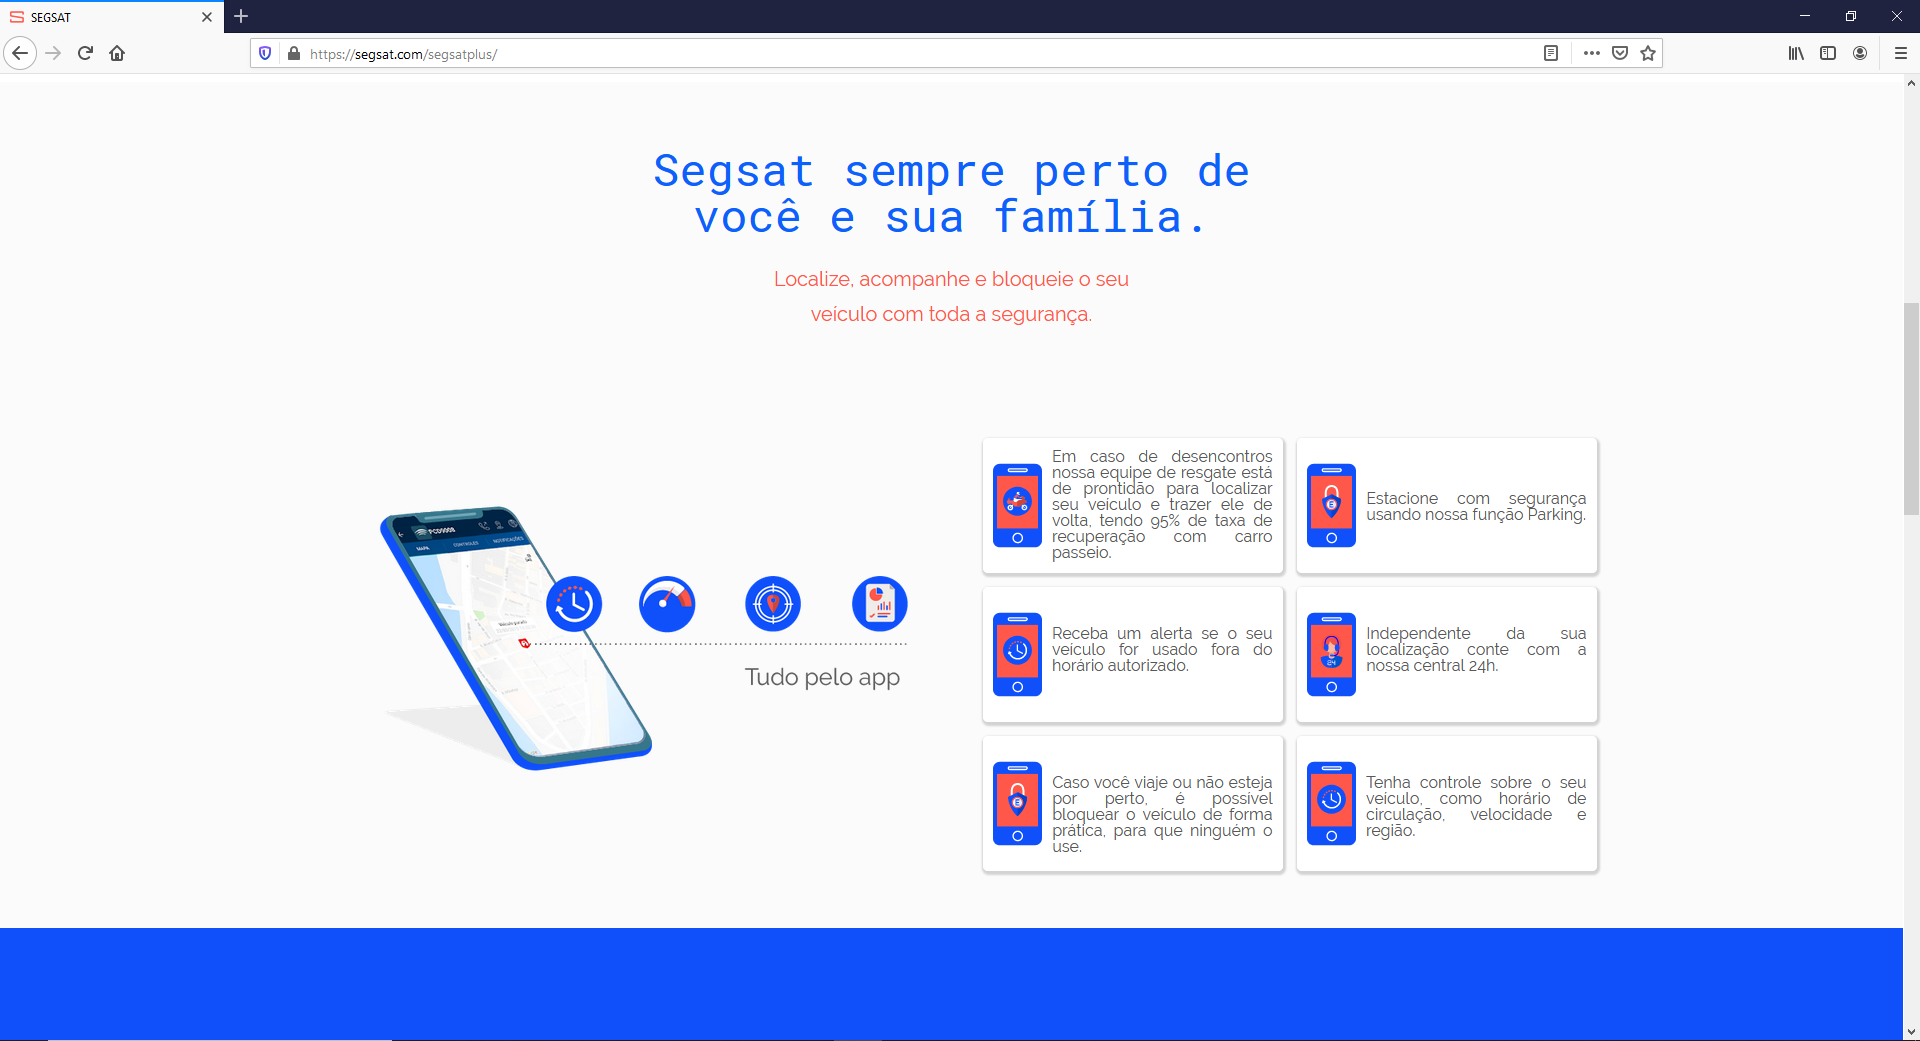 SEGSAT
https://segsat.com/segsatplus/
Segsat sempre perto de
você e sua família.
Localize, acompanhe e bloqueie o seu
veículo com toda a segurança.
MAPA
CONTROLES
NOTIFICAÇÕES
Tudo pelo app
Em caso de desencontros
nossa equipe de resgate está
de prontidão para localizar
seu veículo e trazer ele de
volta, tendo 95% de taxa de
recuperação com carro
passeio.
E
Estacione com segurança
usando nossa função Parking.
Receba um alerta se o seu
veículo for usado fora do
horário autorizado.
24
Independente da sua
localização conte com a
nossa central 24h.
E
Caso você viaje ou não esteja
por perto, é possível
bloquear o veículo de forma
prática, para que ninguém o
use.
Tenha controle sobre o seu
veículo, como horário de
circulação, velocidade e
região.